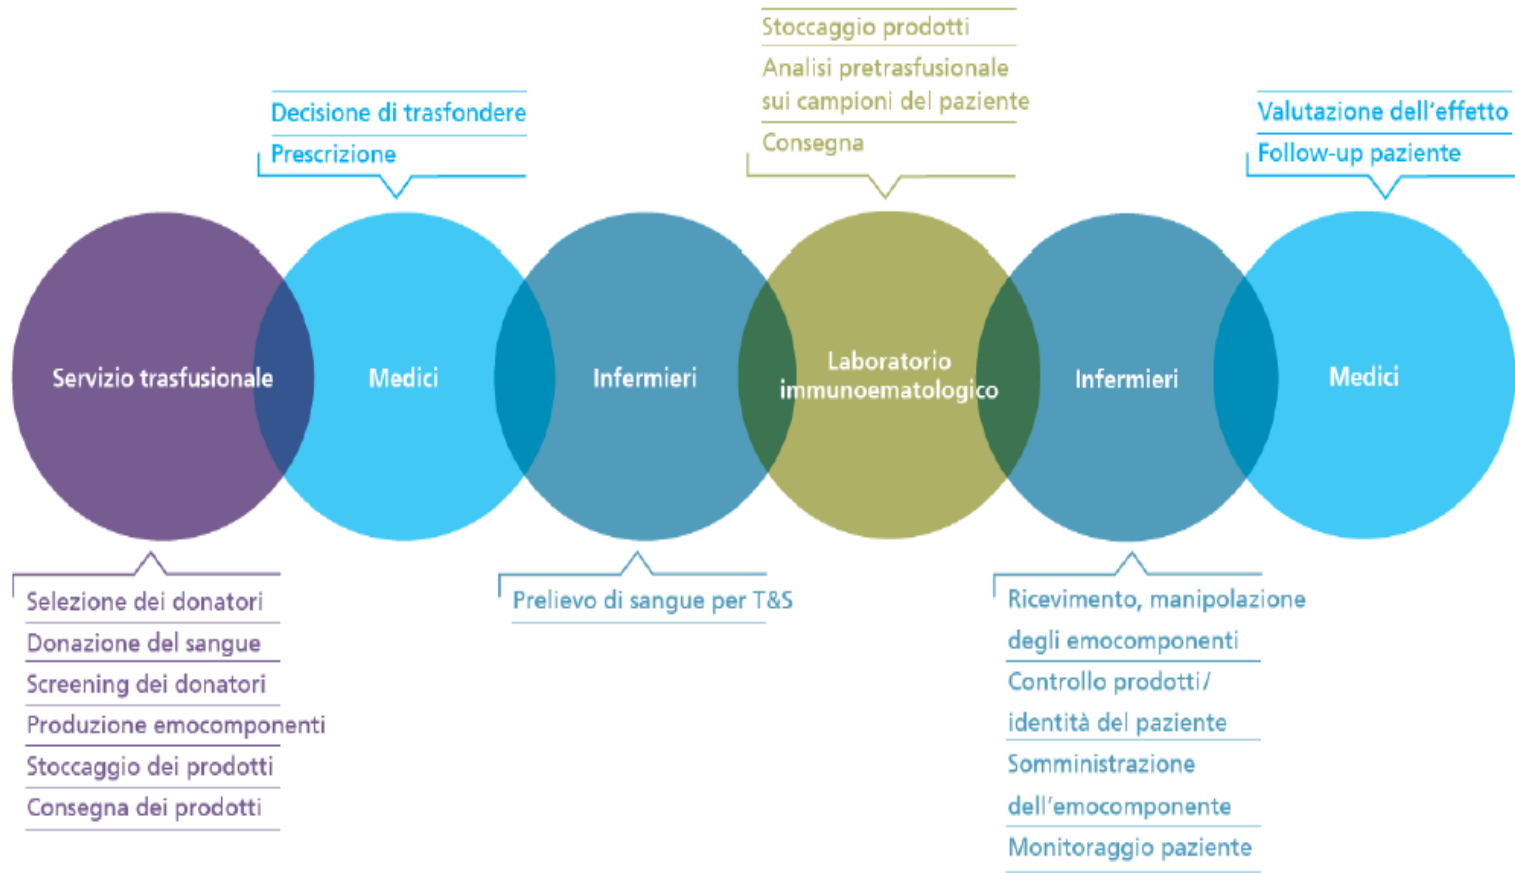 Stoccaggio prodotti
Analisi pretrasfusionale
sui campioni del paziente
Consegna
Decisione di trasfondere
Prescrizione
Valutazione dell'effetto
Follow-up paziente
Servizio trasfusionale
Medici
Infermieri
Laboratorio
immunoematologico
Infermieri
Medici
Selezione dei donatori
Donazione del sangue
Screening dei donatori
Produzione emocomponenti
Stoccaggio dei prodotti
Consegna dei prodotti
Prelievo di sangue per T&S
Ricevimento, manipolazione
degli emocomponenti
Controllo prodotti/
identità del paziente
Somministrazione
dell'emocomponente
Monitoraggio paziente